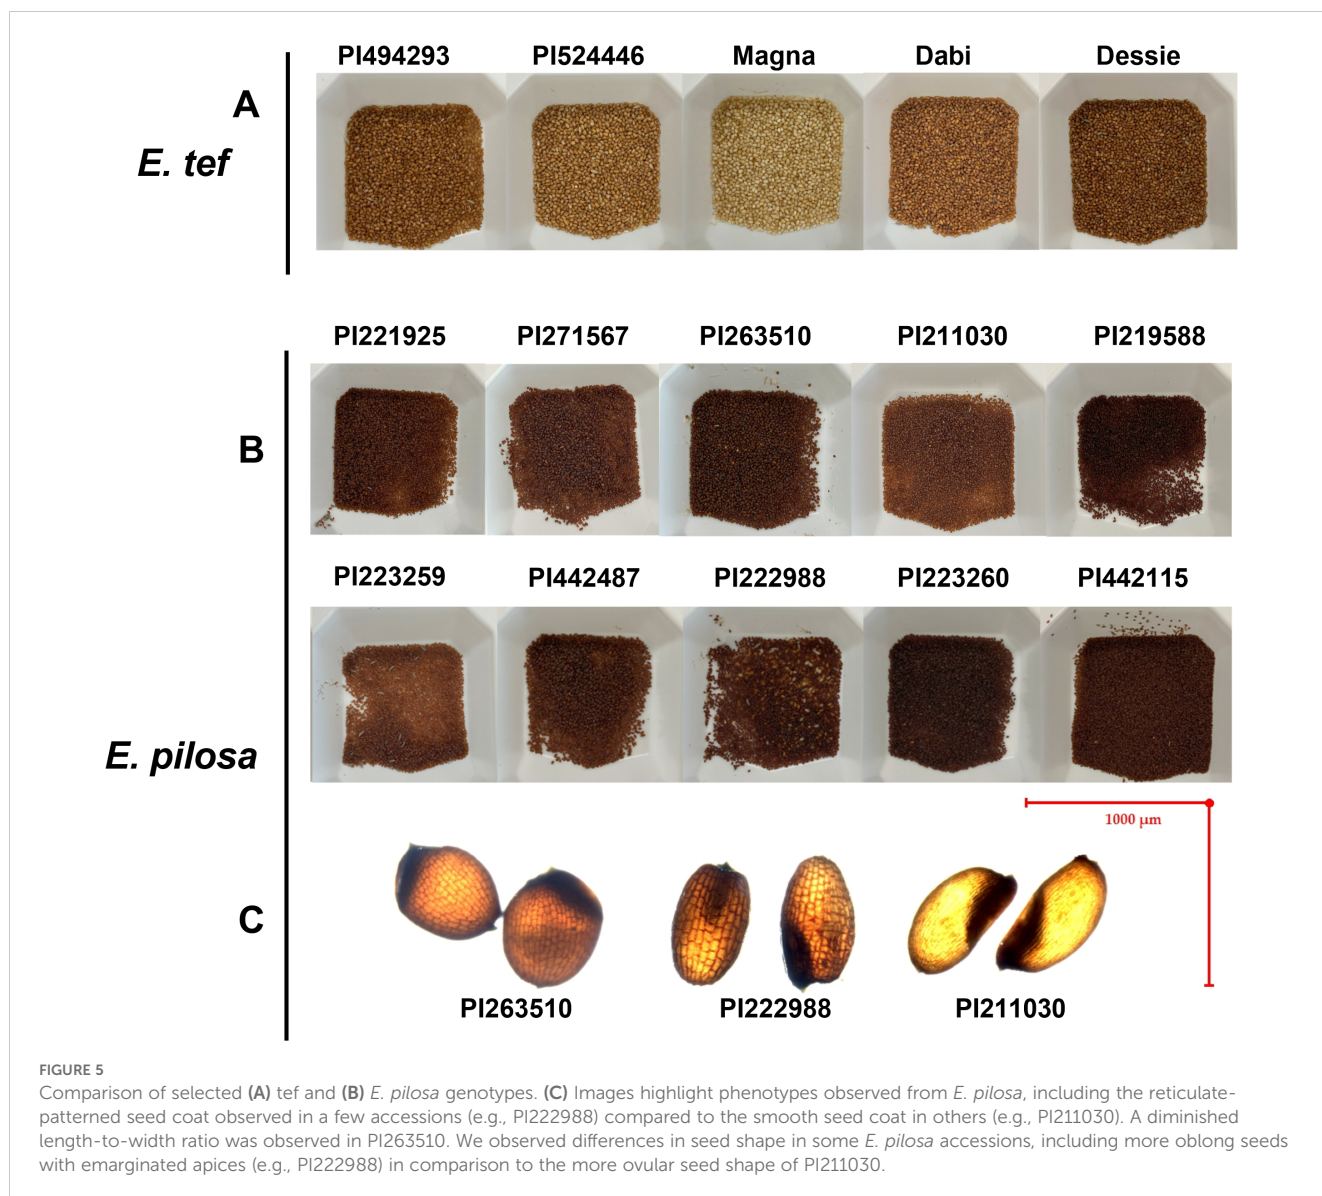 PI494293 PI524446 Magna Dabi Dessie
A
E. tef
PI221925 PI271567 PI263510 PI211030 PI219588
B
PI223259 PI442487 PI222988 PI223260 PI442115
E. pilosa
1000 µm
C
PI263510 PI222988 PI211030
FIGURE 5
Comparison of selected (A) tef and (B) E. pilosa genotypes. (C) Images highlight phenotypes observed from E. pilosa, including the reticulate-
patterned seed coat observed in a few accessions (e.g., PI222988) compared to the smooth seed coat in others (e.g., PI211030). A diminished
length-to-width ratio was observed in PI263510. We observed differences in seed shape in some E. pilosa accessions, including more oblong seeds
with emarginated apices (e.g., PI222988) in comparison to the more ovular seed shape of PI211030.